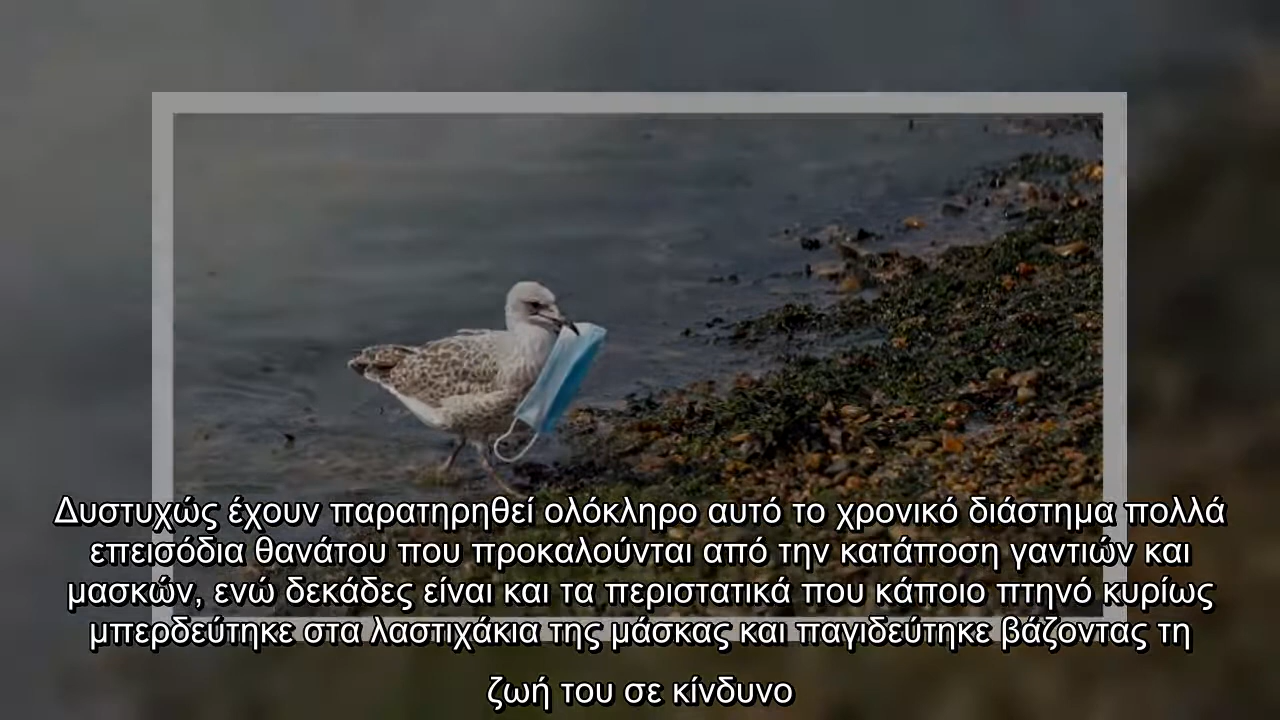 Δυστυχώς έχουν παρατηρηθεί ολόκληρο αυτό το χρονικό διάστημα πολλά
επεισόδια θανάτου που προκαλούνται από την κατάποση γαντιών και
μασκών, ενώ δεκάδες είναι και τα περιστατικά που κάποιο πτηνό κυρίως
μπερδεύτηκε στα λαστιχάκια της μάσκας και παγιδεύτηκε βάζοντας τη
ζωή του σε κίνδυνο